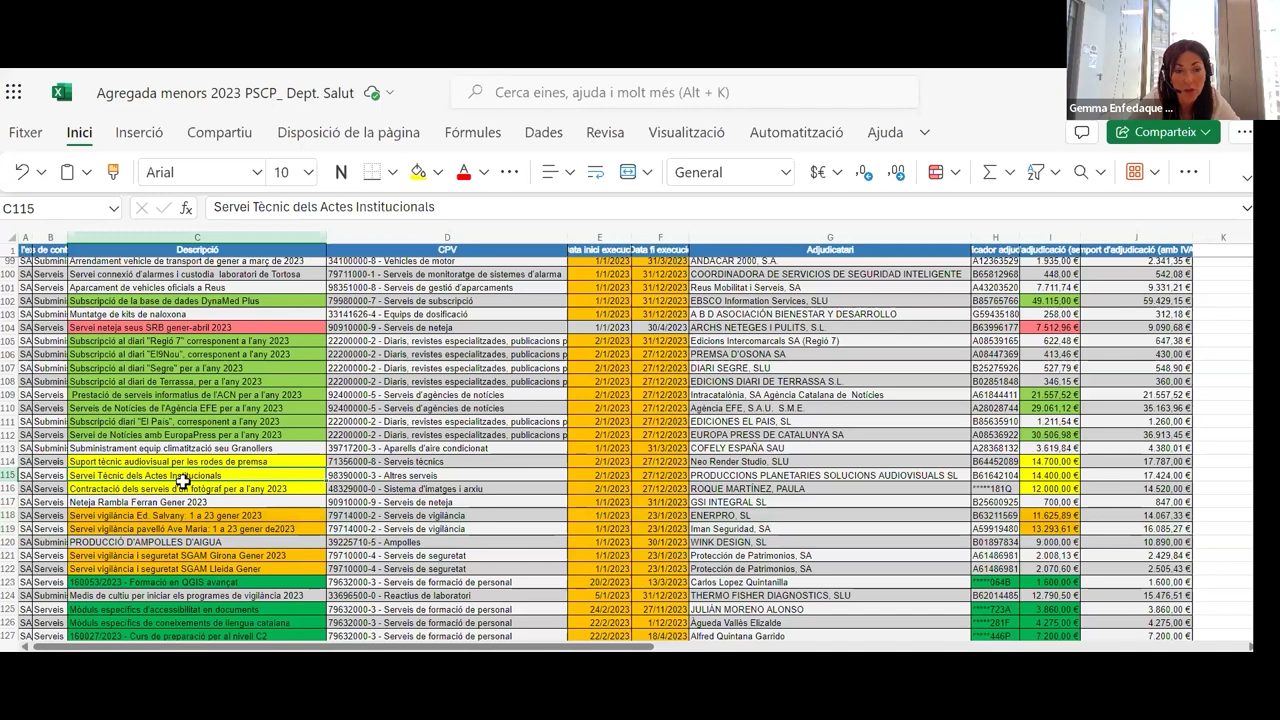 Gemma Enfedaque ...
Agregada menors 2023 PSCP_ Dept. Salut
Cerca eines, ajuda i molt més (Alt + K)
Fitxer Inici Inserció Compartiu Disposició de la pàgina Fórmules Dades Revisa Visualització Automatització Ajuda Comparteix
Arial 10 N General
C115 Servei Tècnic dels Actes Institucionals
A B C D E F G H I J K
1 de cont Descripció CPV Data fi execució Adjudicatari
99 SA Submini Arrendament vehicle de transport de gener a març de 2023 34100000-8 - Vehicles de motor 1/1/2023 31/3/2023 ANDACAR 2000, S.A. A12363529 1.935,00 € 2.341,35 €
100 SA Serveis Servei connexió d'alarmes i custodia laboratori de Tortosa 79711000-1 - Serveis de monitoratge de sistemes d'alarma 1/1/2023 31/12/2023 COORDINADORA DE SERVICIOS DE SEGURIDAD INTELIGENTE B65812968 448,00 € 542,08 €
101 SA Serveis Aparcament de vehicles oficials a Reus 98351000-8 - Serveis de gestió d'aparcaments 1/1/2023 31/12/2023 Reus Mobilitat i Serveis, SA A43203520 7.711,74 € 9.331,21 €
102 SA Submini Subscripció de la base de dades DynaMed Plus 79980000-7 - Serveis de subscripció 1/1/2023 31/12/2023 EBSCO Information Services, SLU B85765766 49.115,00 € 59.429,15 €
103 SA Submini Muntatge de kits de naloxona 33141626-4 - Equips de dosificació 1/1/2023 31/12/2023 A B D ASOCIACIÓN BIENESTAR Y DESARROLLO G59435180 258,00 € 312,18 €
104 SA Serveis Servei neteja seus SRB gener-abril 2023 90910000-9 - Serveis de neteja 1/1/2023 30/4/2023 ARCHS NETEGES I PULITS, S.L. B63996177 7.512,96 € 9.090,68 €
105 SA Submini Subscripció al diari "Regió 7" corresponent a l'any 2023 22200000-2 - Diaris, revistes especialitzades, publicacions p 1/1/2023 27/12/2023 Edicions Intercomarcals SA (Regió 7) A08539165 622,48 € 647,38 €
106 SA Submini Subscripció al diari "El9Nou", corresponent a l'any 2023 22200000-2 - Diaris, revistes especialitzades, publicacions p 1/1/2023 27/12/2023 PREMSA D'OSONA SA A08447369 413,46 € 430,00 €
107 SA Submini Subscripció al diari "Segre" per a l'any 2023 22200000-2 - Diaris, revistes especialitzades, publicacions p 1/1/2023 27/12/2023 DIARI SEGRE, SLU B25275926 527,79 € 548,90 €
108 SA Submini Subscripció al diari de Terrassa, per a l'any 2023 22200000-2 - Diaris, revistes especialitzades, publicacions p 1/1/2023 27/12/2023 EDICIONS DIARI DE TERRASSA S.L. B02851848 346,15 € 360,00 €
109 SA Serveis Prestació de serveis informatius de l'ACN per a l'any 2023 92400000-5 - Serveis d'agències de notícies 1/1/2023 27/12/2023 Intracatalònia, SA Agència Catalana de Notícies A61844411 21.557,52 € 21.557,52 €
110 SA Serveis Serveis de Notícies de l'Agència EFE per a l'any 2023 92400000-5 - Serveis d'agències de notícies 1/1/2023 27/12/2023 Agència EFE, S.A.U. S.M.E. A28028744 29.061,12 € 35.163,96 €
111 SA Submini Subscripció diari "El País", corresponent a l'any 2023 22200000-2 - Diaris, revistes especialitzades, publicacions p 1/1/2023 27/12/2023 EDICIONES EL PAIS, SL B85635910 1.211,54 € 1.260,00 €
112 SA Serveis Servei de Notícies amb EuropaPress per a l'any 2023 22200000-2 - Diaris, revistes especialitzades, publicacions p 1/1/2023 27/12/2023 EUROPA PRESS DE CATALUNYA SA A08536922 30.506,98 € 36.913,45 €
113 SA Submini Subministrament equip climatització seu Granollers 39717200-3 - Aparells d'aire condicionat 1/1/2023 31/3/2023 COFELY ESPAÑA SAU A28368132 3.619,84 € 4.380,01 €
114 SA Serveis Suport tècnic audiovisual per les rodes de premsa 71356000-8 - Serveis tècnics 1/1/2023 31/12/2023 Neo Render Studio, SLU B64452089 14.700,00 € 17.787,00 €
115 SA Serveis Servei Tècnic dels Actes Institucionals 98390000-3 - Altres serveis 1/1/2023 31/12/2023 PRODUCCIONS PLANETARIES SOLUCIONS AUDIOVISUALS SL B61642104 14.400,00 € 17.424,00 €
116 SA Serveis Contractació dels serveis d'un fotògraf per a l'any 2023 48329000-9 - Sistema d'imatges i arxiu 1/1/2023 31/12/2023 ROQUE MARTÍNEZ, PAULA *****181Q 12.000,00 € 14.520,00 €
117 SA Serveis Neteja Rambla Ferran Gener 2023 90910000-9 - Serveis de neteja 1/1/2023 31/1/2023 GSI INTEGRAL SL B25600925 700,00 € 847,00 €
118 SA Serveis Servei vigilància Ed. Salvany: 1 a 23 gener 2023 79714000-2 - Serveis de vigilància 1/1/2023 23/1/2023 ENERPRO, SL B63211569 11.625,89 € 14.067,33 €
119 SA Serveis Servei vigilància pavelló Ave Maria: 1 a 23 gener de2023 79714000-2 - Serveis de vigilància 1/1/2023 23/1/2023 Iman Seguridad, SA A59919480 13.293,61 € 16.085,27 €
120 SA Submini PRODUCCIÓ D'AMPOLLES D'AIGUA 39225710-5 - Ampolles 1/1/2023 30/1/2023 WINK DESIGN, SL B01897834 9.000,00 € 10.890,00 €
121 SA Serveis Servei vigilància i seguretat SGAM Girona Gener 2023 79710000-4 - Serveis de seguretat 1/1/2023 23/1/2023 Protección de Patrimonios, SA A61486981 2.008,13 € 2.429,84 €
122 SA Serveis Servei vigilància i seguretat SGAM Lleida Gener 79710000-4 - Serveis de seguretat 1/1/2023 23/1/2023 Protección de Patrimonios, SA A61486981 2.070,60 € 2.505,43 €
123 SA Serveis 160053/2023 - Formació en QGIS avançat 79632000-3 - Serveis de formació de personal 20/2/2023 13/3/2023 Carlos Lopez Quintanilla *****064B 1.600,00 € 1.600,00 €
124 SA Submini Medis de cultiu per iniciar els programes de vigilància 2023 33696500-0 - Reactius de laboratori 5/1/2023 31/12/2023 THERMO FISHER DIAGNOSTICS, SLU B62014485 12.790,50 € 15.476,51 €
125 SA Serveis Mòduls específics d'accessibilitat en documents 79632000-3 - Serveis de formació de personal 24/2/2023 27/11/2023 JULIÁN MORENO ALONSO *****723A 3.860,00 € 3.860,00 €
126 SA Serveis Mòduls específics de coneixements de llengua catalana 79632000-3 - Serveis de formació de personal 22/2/2023 1/12/2023 Àgueda Vallès Elizalde *****281F 4.275,00 € 4.275,00 €
127 SA Serveis 160027/2023 - Curs de preparació per al nivell C2 79632000-3 - Serveis de formació de personal 22/2/2023 18/4/2023 Alfred Quintana Garrido *****446P 7.200,00 € 7.200,00 €